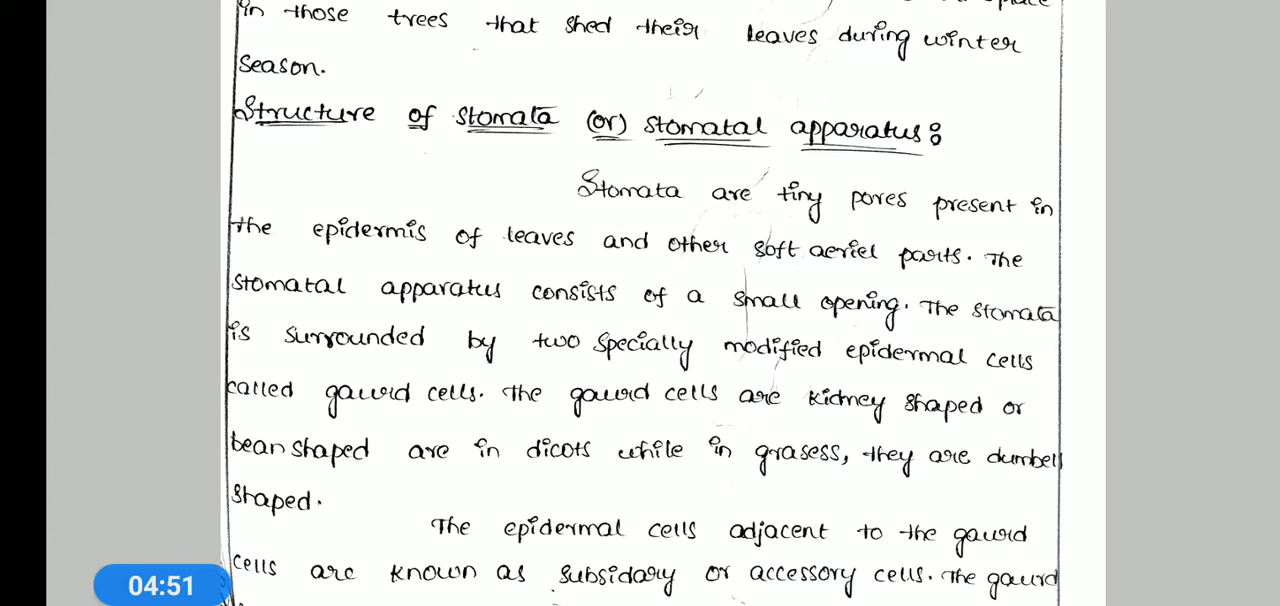 in those trees that shed their leaves during winter
season.
Structure of stomata (or) stomatal apparatus:
Stomata are tiny pores present in
the epidermis of leaves and other soft aeriel parts. The
stomatal apparatus consists of a small opening. The stomata
is surrounded by two specially modified epidermal cells
called gaurd cells. The gaurd cells are kidney shaped or
bean shaped are in dicots while in grasess, they are dumbell
shaped.
The epidermal cells adjacent to the gaurd
cells are known as subsidary or accessory cells. The gaurd
04:51